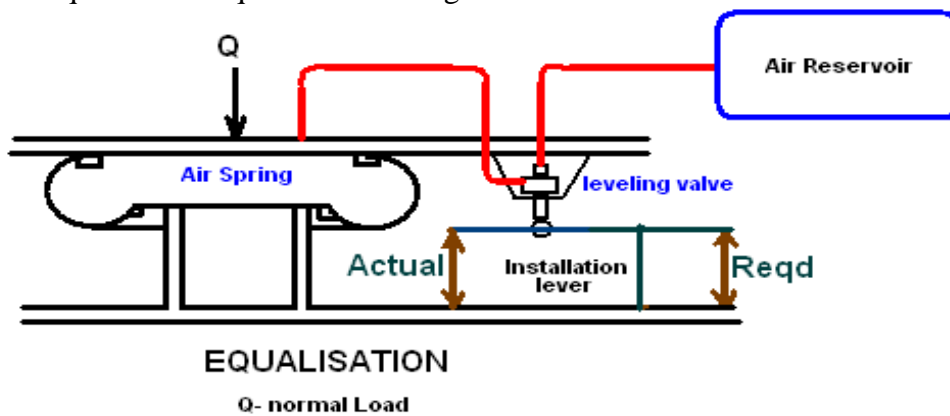 Q
Air Reservoir
Air Spring
leveling valve
Actual
Installation
lever
Reqd
EQUALISATION
Q- normal Load